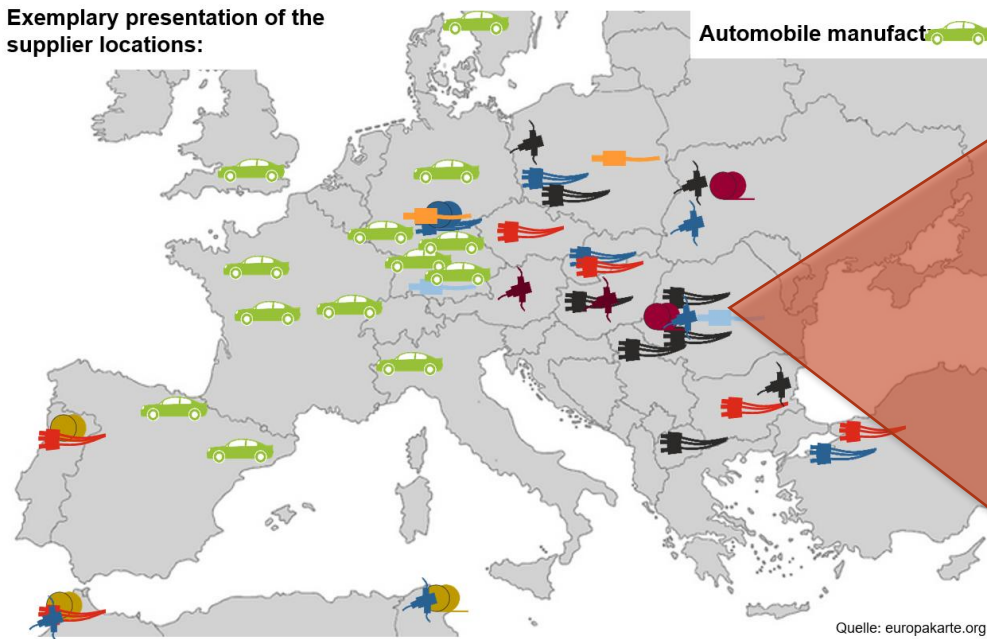 Exemplary presentation of the
supplier locations:
Automobile manufact
Quelle: europakarte.org